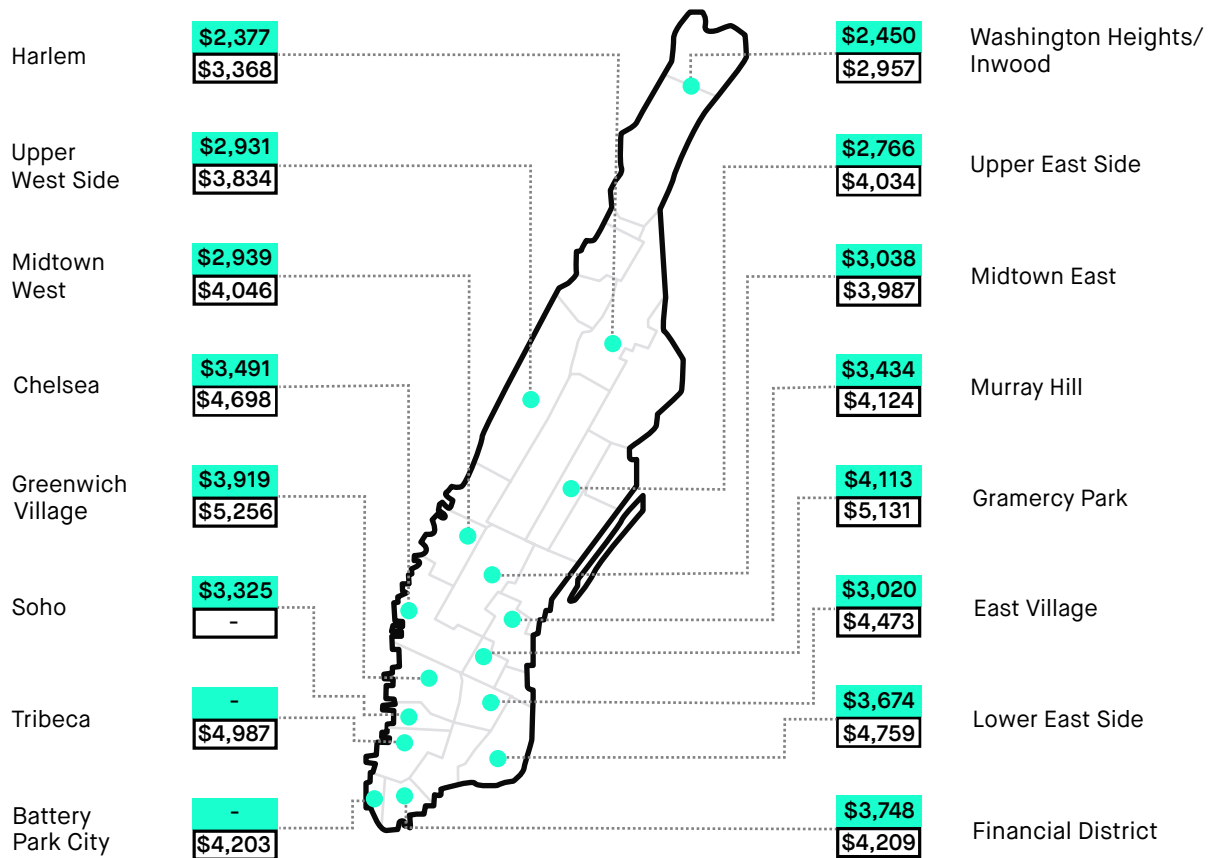 Harlem
$2,377
$3,368
Upper
West Side
$2,931
$3,834
Midtown
West
$2,939
$4,046
Chelsea
$3,491
$4,698
Greenwich
Village
$3,919
$5,256
Soho
$3,325
-
Tribeca
-
$4,987
Battery
Park City
-
$4,203
$2,450
$2,957
Washington Heights/
Inwood
$2,766
$4,034
Upper East Side
$3,038
$3,987
Midtown East
$3,434
$4,124
Murray Hill
$4,113
$5,131
Gramercy Park
$3,020
$4,473
East Village
$3,674
$4,759
Lower East Side
$3,748
$4,209
Financial District